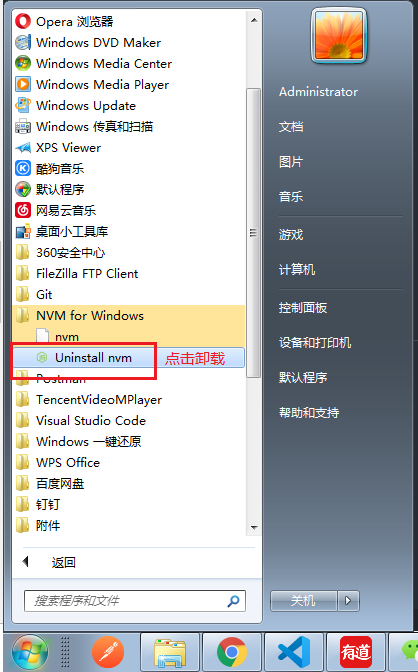 Opera 浏览器
Windows DVD Maker
Windows Media Center
Windows Media Player
Windows Update
Windows 传真和扫描
XPS Viewer
酷狗音乐
默认程序
网易云音乐
桌面小工具库
360安全中心
FileZilla FTP Client
Git
NVM for Windows
nvm
Uninstall nvm 点击卸载
Postman
TencentVideoMPlayer
Visual Studio Code
Windows 一键还原
WPS Office
百度网盘
钉钉
附件
返回
搜索程序和文件
Administrator
文档
图片
音乐
游戏
计算机
控制面板
设备和打印机
默认程序
帮助和支持
关机
有道